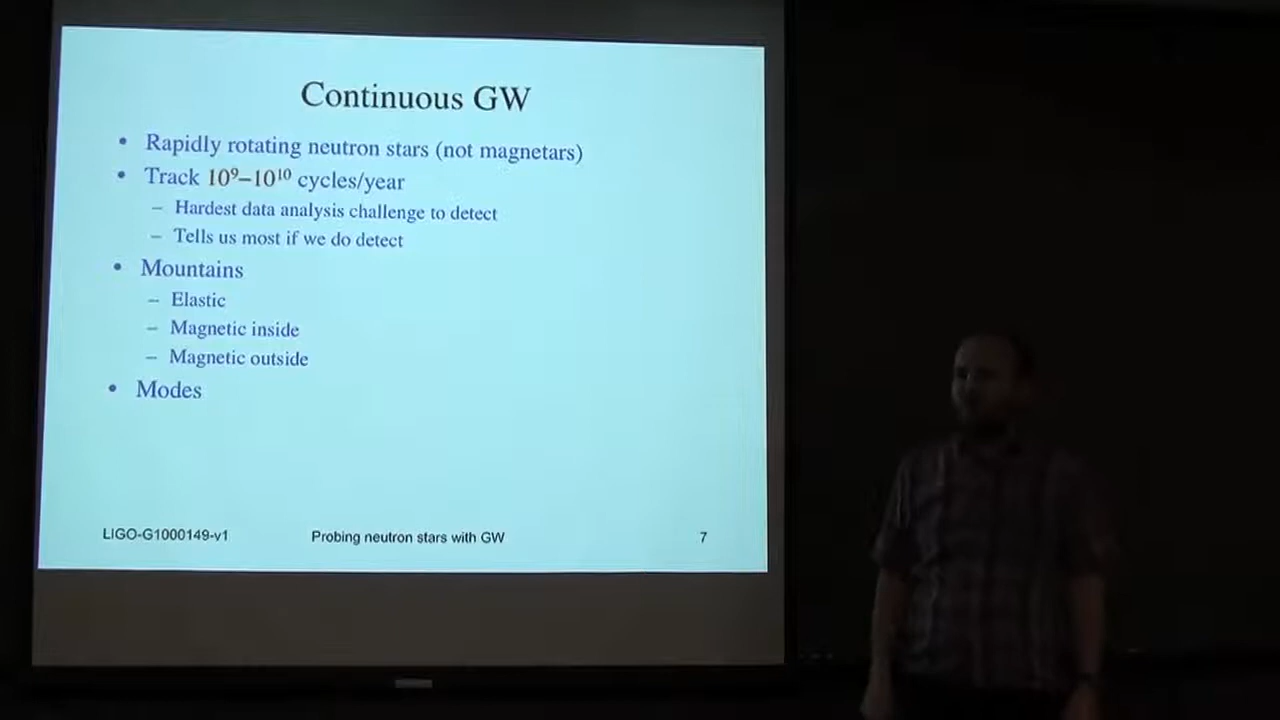 Continuous GW
• Rapidly rotating neutron stars (not magnetars)
• Track 10⁹–10¹⁰ cycles/year
– Hardest data analysis challenge to detect
– Tells us most if we do detect
• Mountains
– Elastic
– Magnetic inside
– Magnetic outside
• Modes
LIGO-G1000149-v1 Probing neutron stars with GW 7